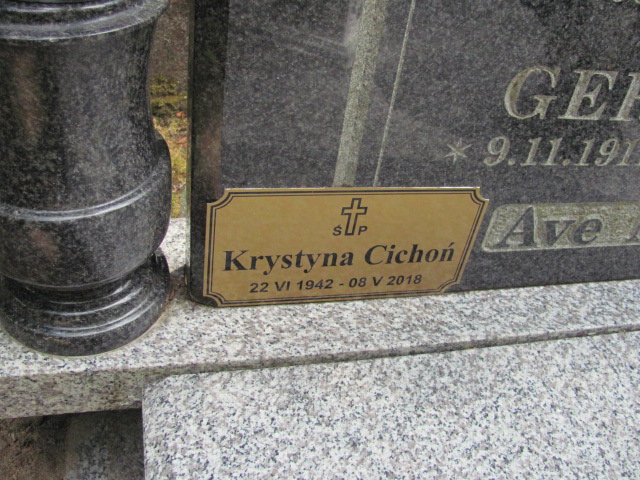 * 9.11.191
Ave
Ś P
Krystyna Cichoń
22 VI 1942 - 08 V 2018